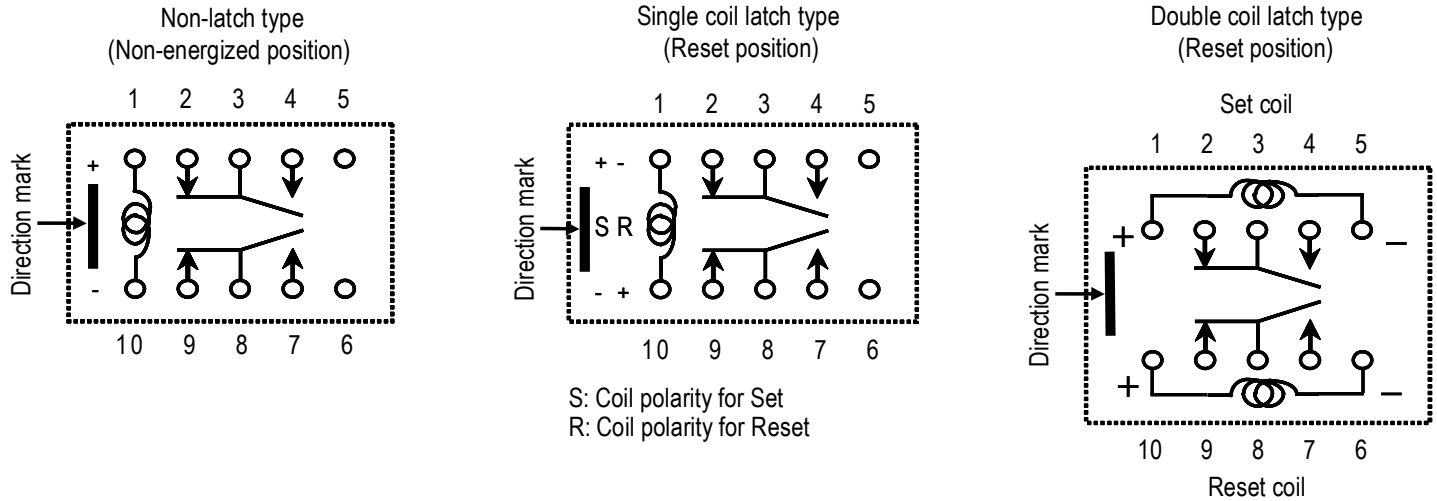 Non-latch type
(Non-energized position)
1 2 3 4 5
Direction mark
+
-
10 9 8 7 6
Single coil latch type
(Reset position)
1 2 3 4 5
Direction mark
+ -
S R
- +
10 9 8 7 6
S: Coil polarity for Set
R: Coil polarity for Reset
Double coil latch type
(Reset position)
Set coil
1 2 3 4 5
Direction mark
+ –
+ –
10 9 8 7 6
Reset coil